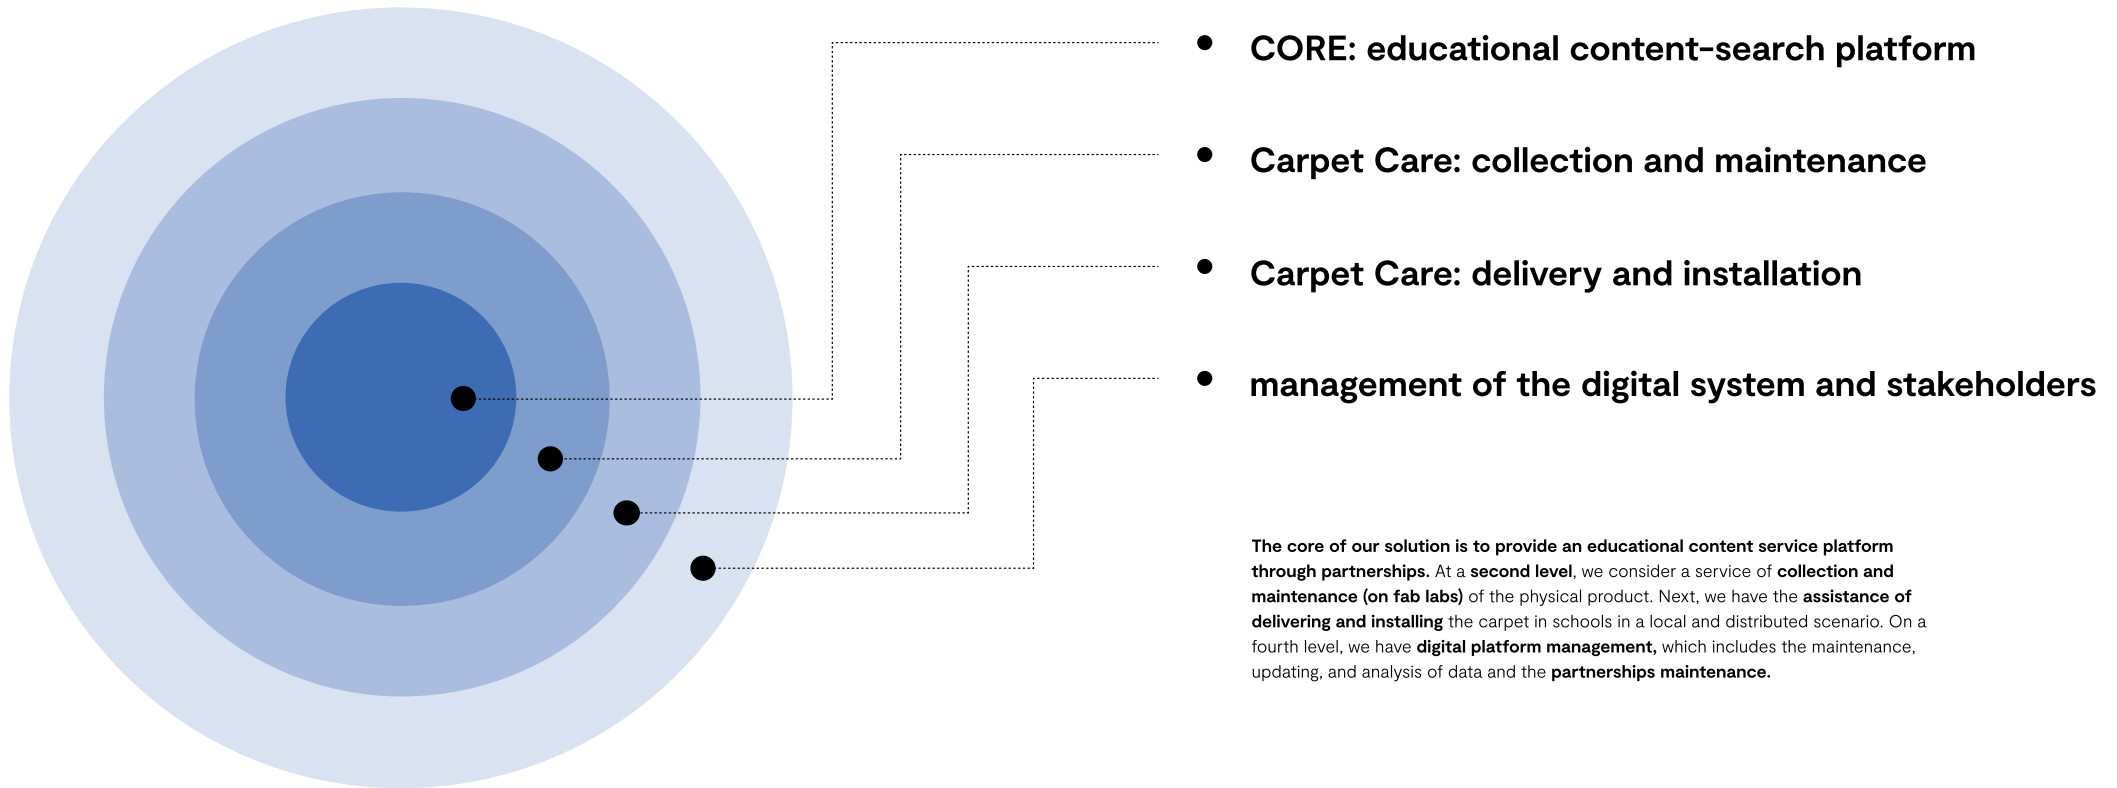 CORE: educational content-search platform
Carpet Care: collection and maintenance
Carpet Care: delivery and installation
management of the digital system and stakeholders
The core of our solution is to provide an educational content service platform
through partnerships. At a second level, we consider a service of collection and
maintenance (on fab labs) of the physical product. Next, we have the assistance of
delivering and installing the carpet in schools in a local and distributed scenario. On a
fourth level, we have digital platform management, which includes the maintenance,
updating, and analysis of data and the partnerships maintenance.